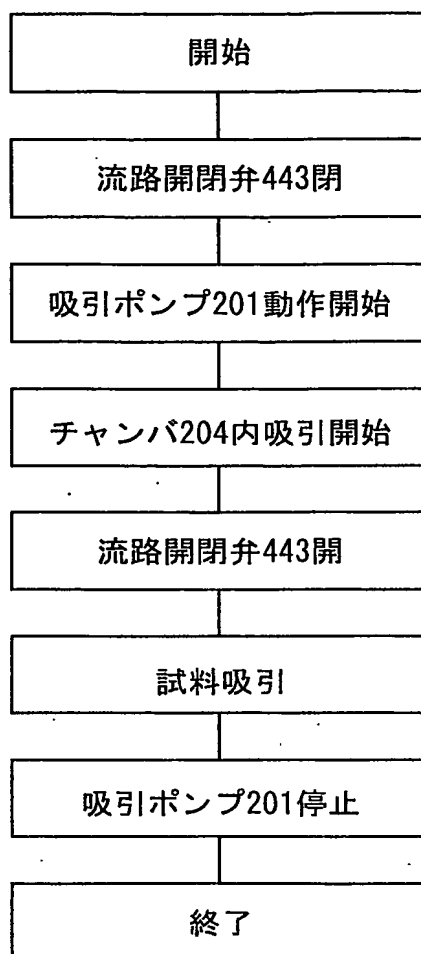 開始
流路開閉弁443閉
吸引ポンプ201動作開始
チャンバ204内吸引開始
流路開閉弁443開
試料吸引
吸引ポンプ201停止
終了